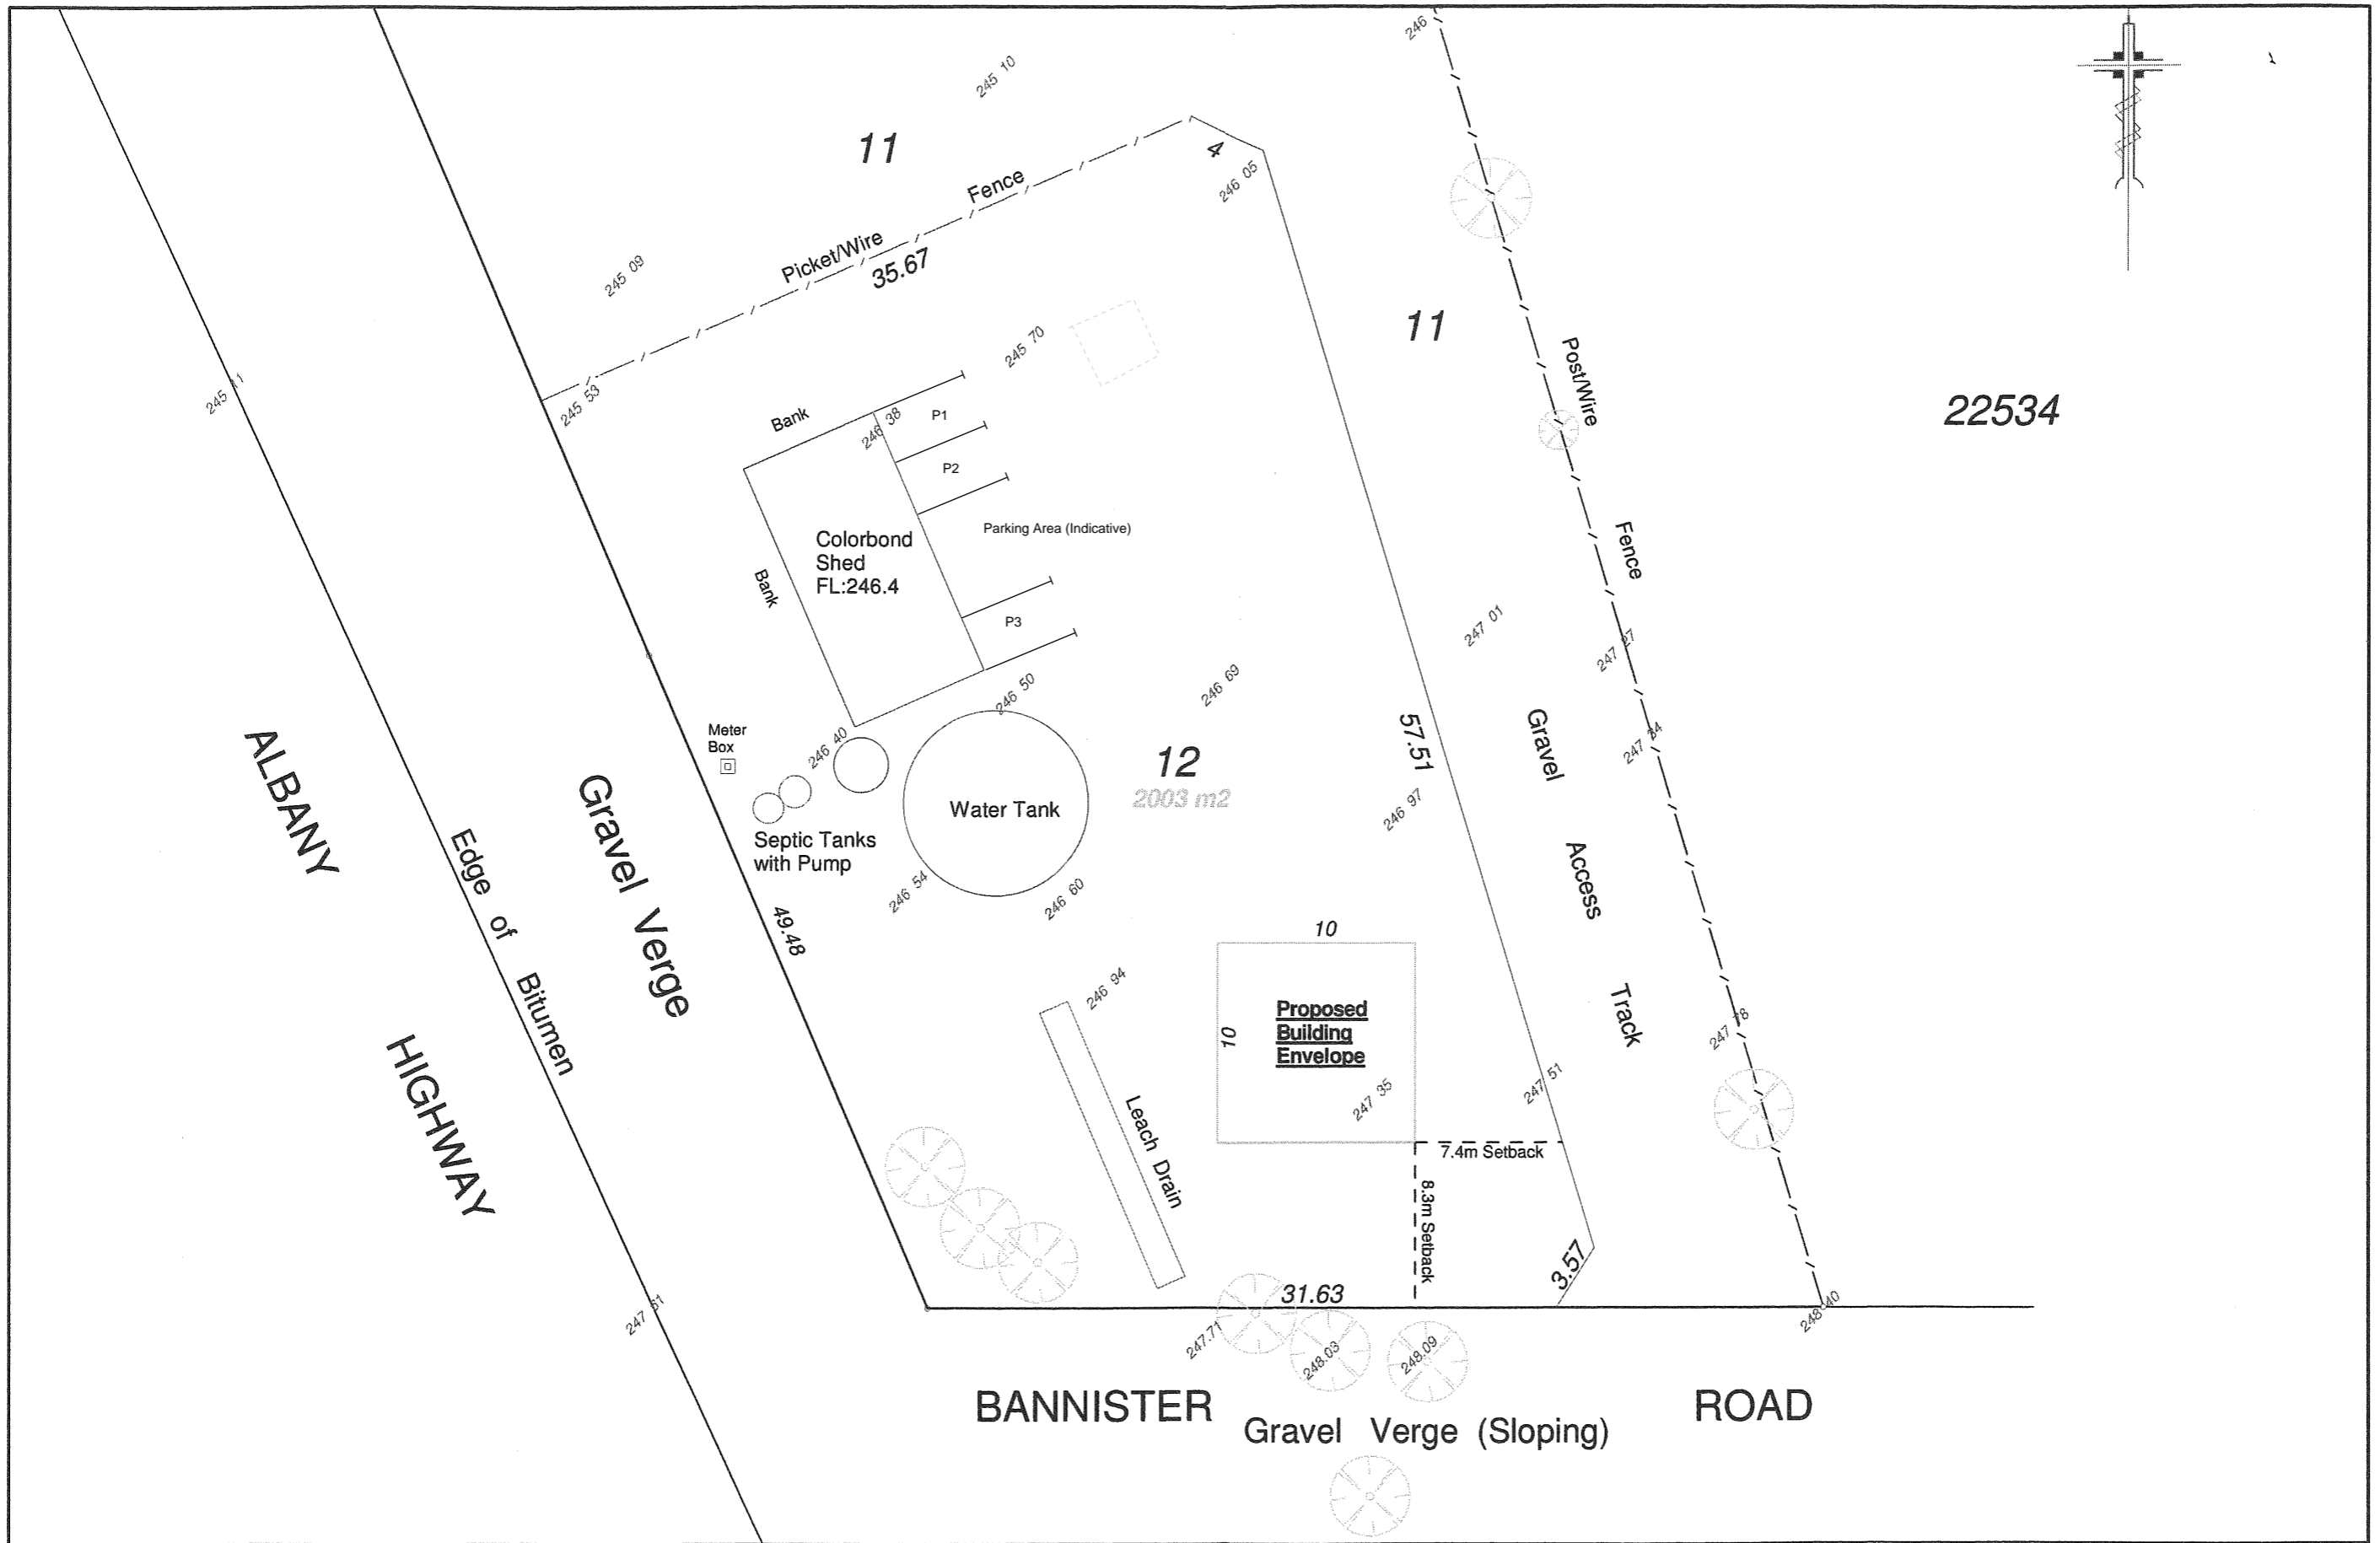 246
245 10
11
4
246 05
Fence
Picket/Wire
35.67
245 09
11
245 70
Post/Wire
22534
245 53
Bank
246 38
P1
P2
Parking Area (Indicative)
Colorbond
Shed
FL:246.4
Fence
Bank
P3
247 01
246 50
246 69
Meter
Box
246 40
12
2003 m2
57.51
Gravel
Water Tank
Septic Tanks
with Pump
246 97
ALBANY
Edge of Bitumen
Gravel Verge
49.48
246 54
246 60
Access
10
246 94
10
Proposed
Building
Envelope
Track
247 35
247 51
HIGHWAY
Leach Drain
7.4m Setback
8.3m Setback
3.57
31.63
248.40
247.71
248.03
248.09
BANNISTER
ROAD
Gravel Verge (Sloping)